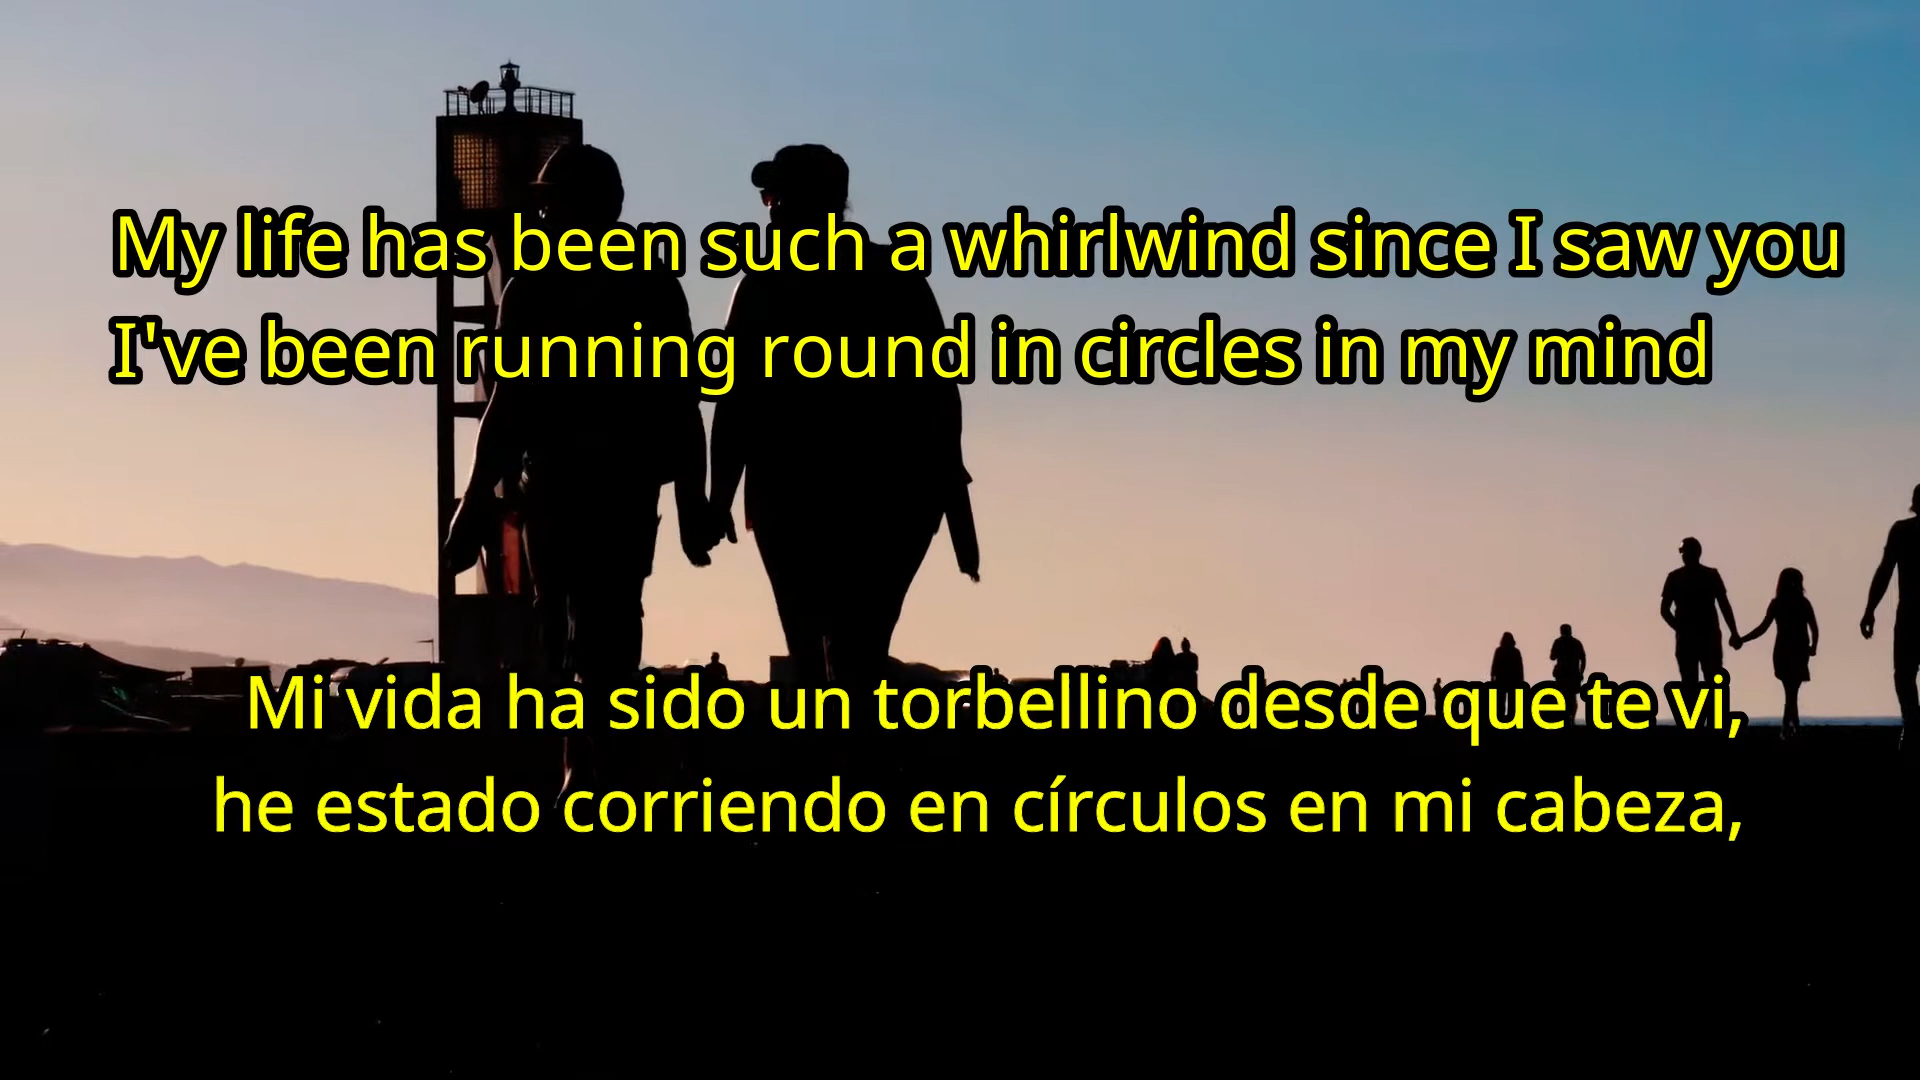 My life has been such a whirlwind since I saw you
I've been running round in circles in my mind
Mi vida ha sido un torbellino desde que te vi,
he estado corriendo en círculos en mi cabeza,